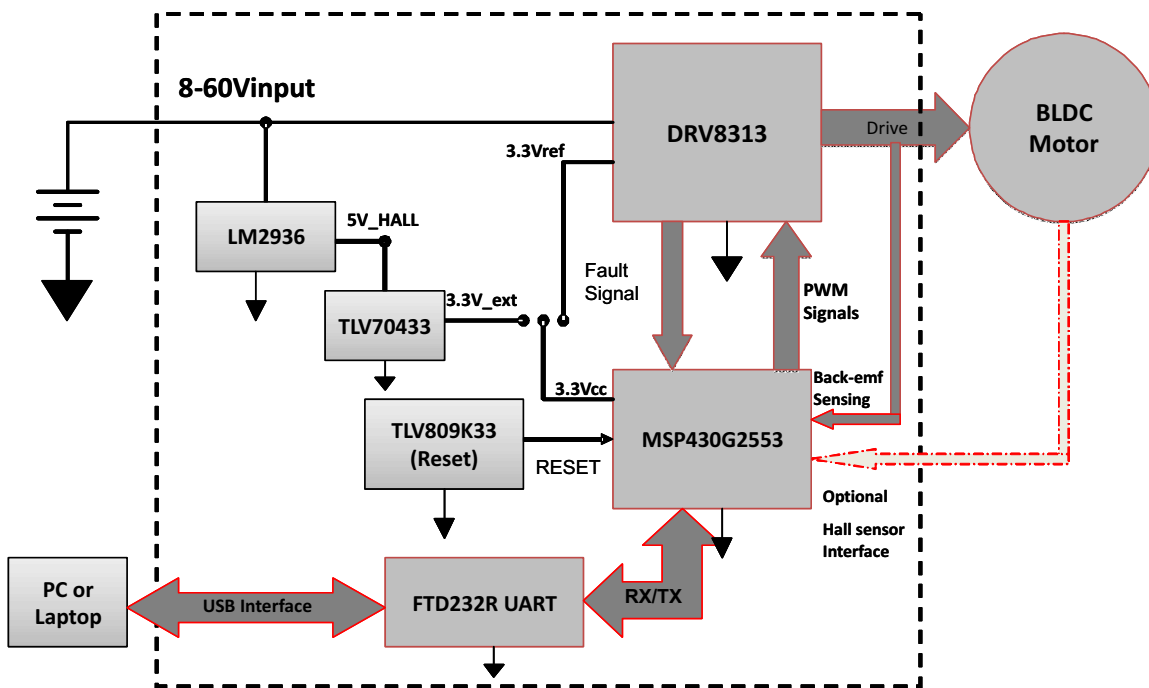 8-60Vinput
DRV8313
Drive
BLDC
Motor
3.3Vref
LM2936
5V_HALL
Fault
Signal
PWM
Signals
TLV70433
3.3V_ext
3.3Vcc
Back-emf
Sensing
TLV809K33
(Reset)
RESET
MSP430G2553
Optional
Hall sensor
Interface
PC or
Laptop
USB Interface
FTD232R UART
RX/TX